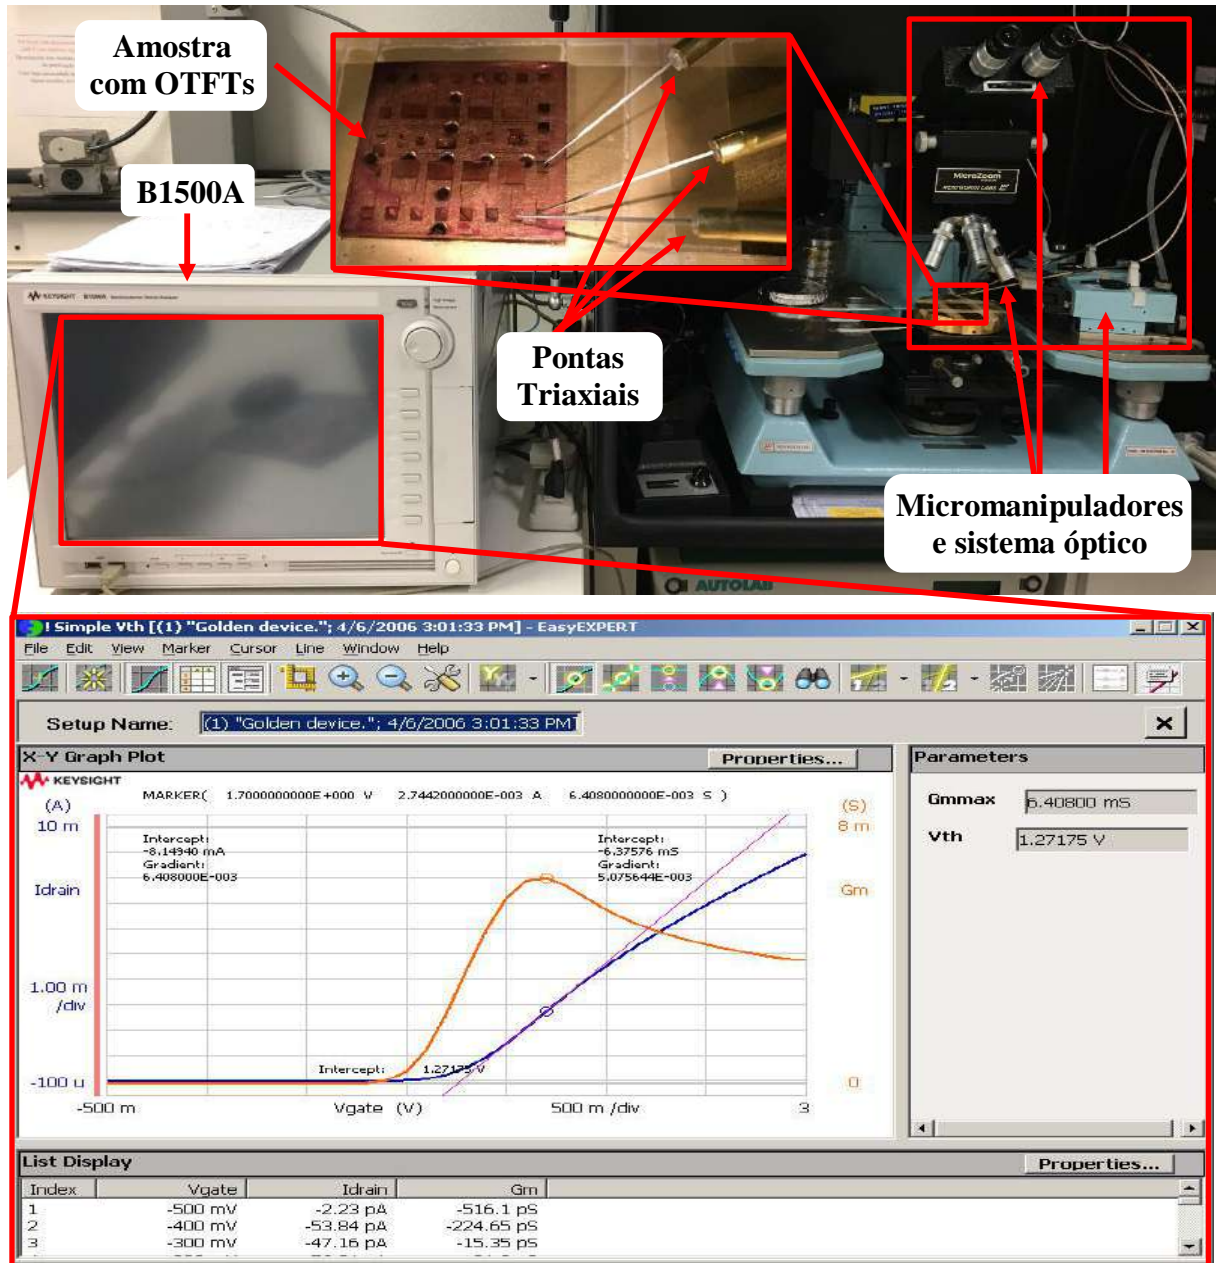 Amostra
com OTFTs
B1500A
MicroZoom
KEYSIGHT B1500A
Pontas
Triaxiais
Micromanipuladores
e sistema óptico
AUTOLAB
! Simple Vth [(1) "Golden device."; 4/6/2006 3:01:33 PM] - EasyEXPERT
File Edit View Marker Cursor Line Window Help
Setup Name: (1) "Golden device."; 4/6/2006 3:01:33 PM]
X-Y Graph Plot Properties... Parameters
KEYSIGHT
MARKER( 1.7000000000E+000 V 2.7442000000E-003 A 6.4080000000E-003 S )
Gmmax 6.40800 mS
Vth 1.27175 V
(A) (S)
10 m 8 m
Intercept:
-8.14940 mA
Gradient:
6.408000E-003
Intercept:
-6.37576 mS
Gradient:
5.075644E-003
Idrain Gm
1.00 m
/div
Intercept: 1.27175 V
-100 u 0
-500 m Vgate (V) 500 m /div 3
List Display Properties...
Index Vgate Idrain Gm
1 -500 mV -2.23 pA -516.1 pS
2 -400 mV -53.84 pA -224.65 pS
3 -300 mV -47.16 pA -15.35 pS